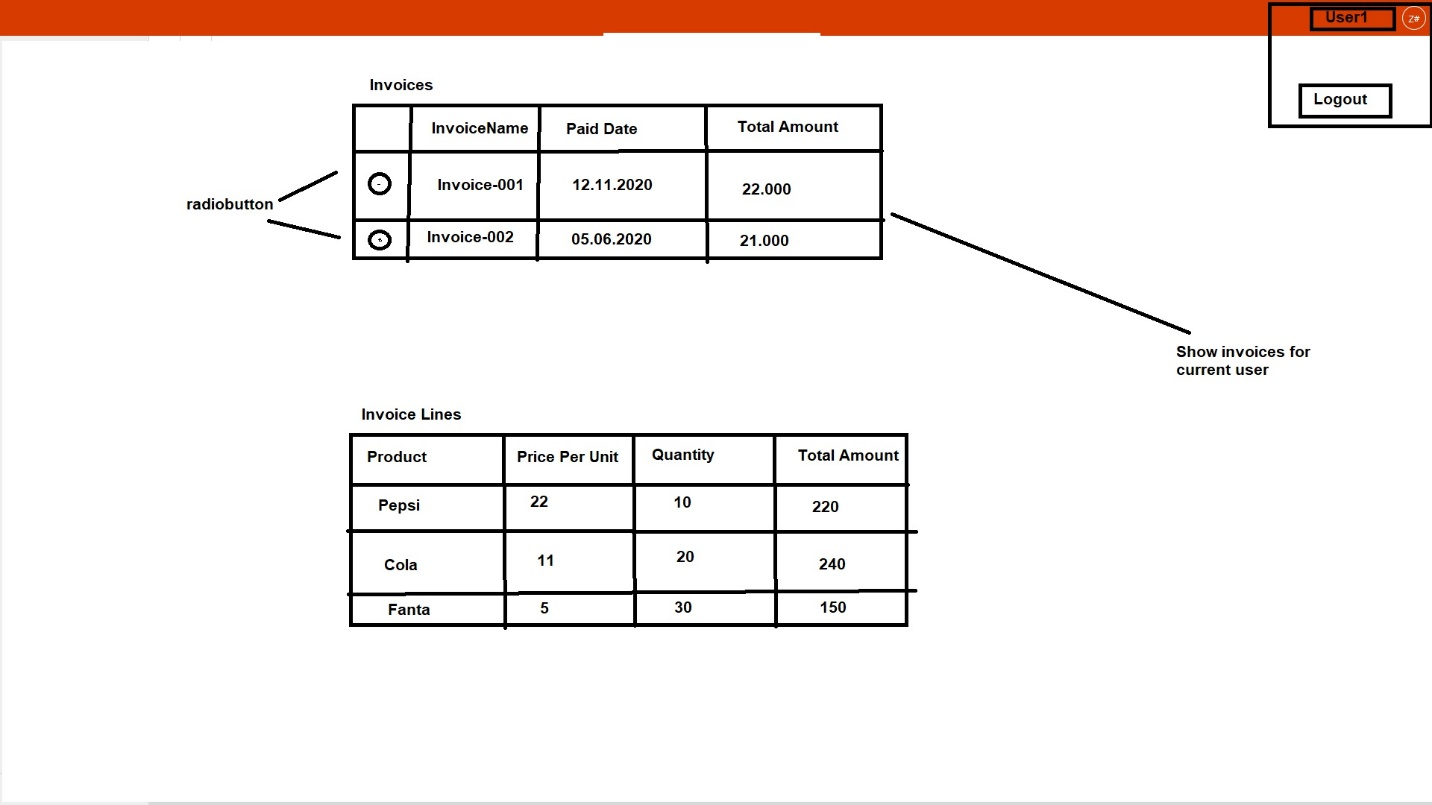 User1 Z#
Logout
Invoices
InvoiceName Paid Date Total Amount
Invoice-001 12.11.2020 22.000
radiobutton
Invoice-002 05.06.2020 21.000
Show invoices for
current user
Invoice Lines
Product Price Per Unit Quantity Total Amount
Pepsi 22 10 220
Cola 11 20 240
Fanta 5 30 150